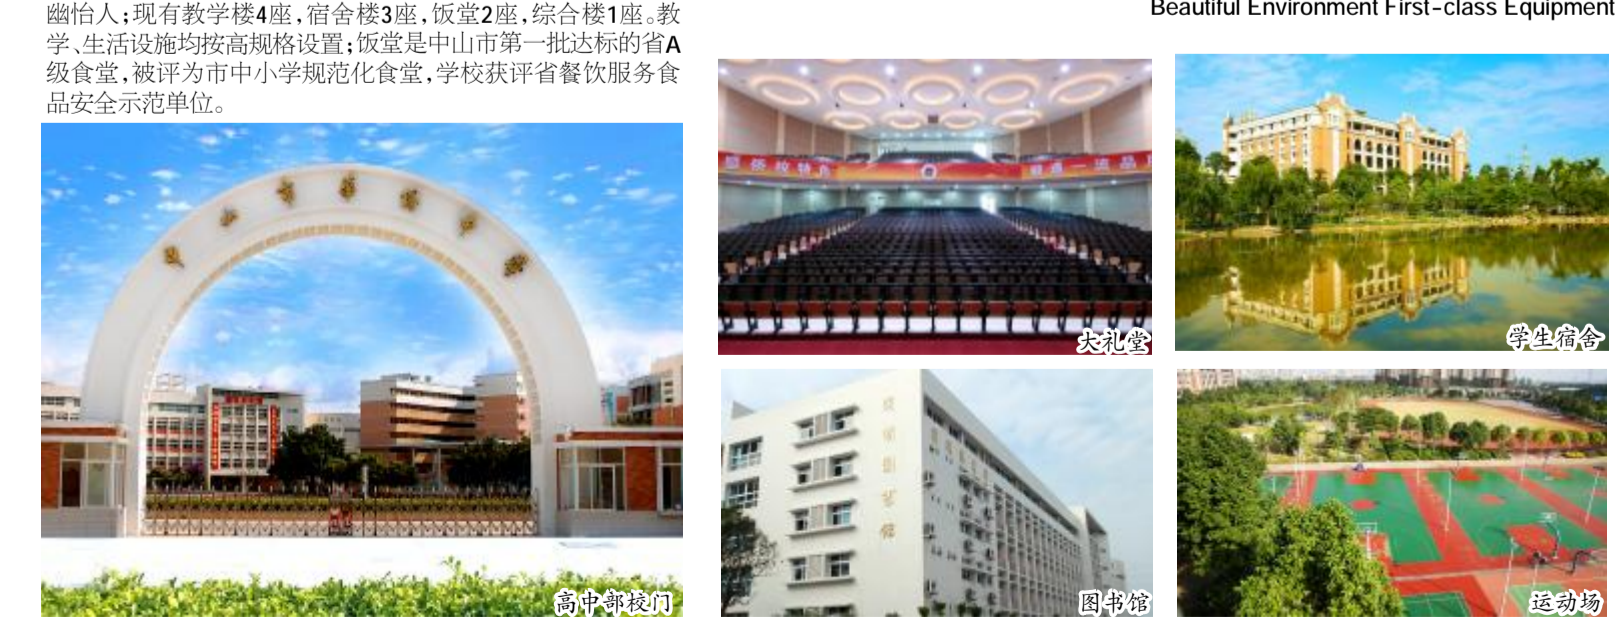 幽怡人;现有教学楼4座,宿舍楼3座,饭堂2座,综合楼1座。教
学、生活设施均按高规格设置;饭堂是中山市第一批达标的省A
级食堂,被评为市中小学规范化食堂,学校获评省餐饮服务食
品安全示范单位。
Beautiful Environment First-class Equipment
高中部校门
大礼堂
学生宿舍
图书馆
运动场